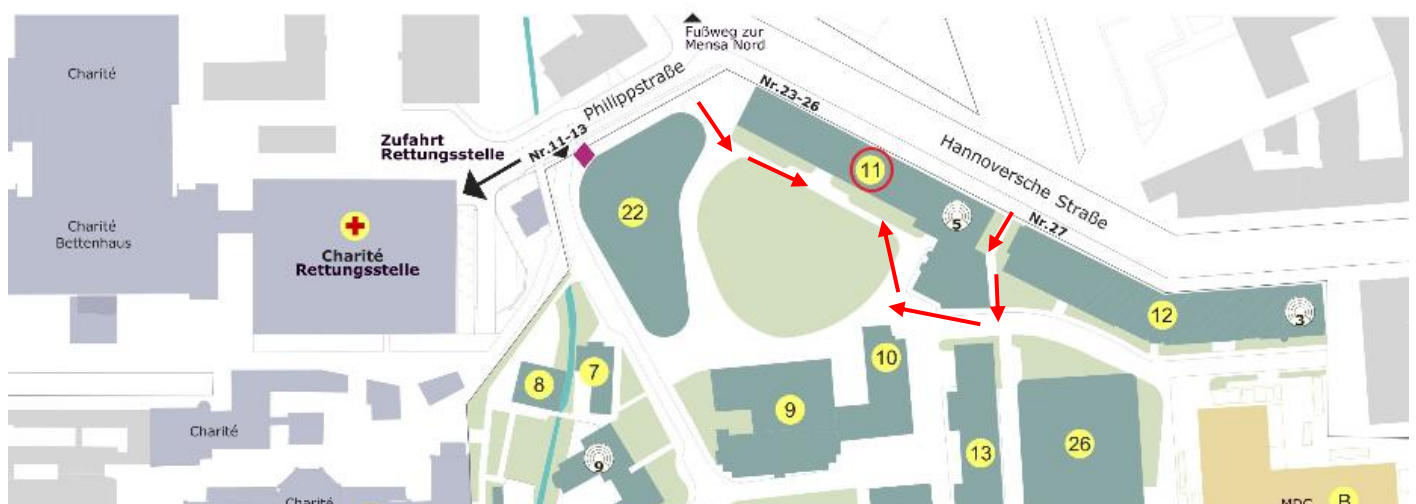 Fußweg zur
Mensa Nord
Charité
Philippstraße
Nr.23-26
Zufahrt
Rettungsstelle
Nr.11-13
Hannoversche Straße
11
22
5
Nr.27
Charité
Bettenhaus
Charité
Rettungsstelle
12
3
10
7
8
9
Charité
13
26
9
Charité
MDC
B